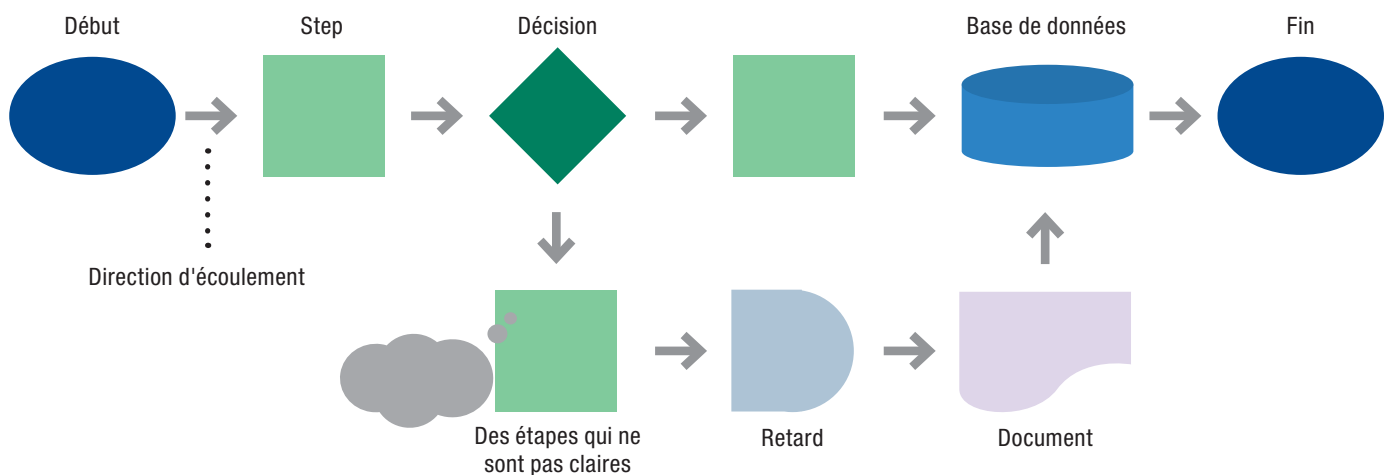 Début
Step
Décision
Base de données
Fin
Direction d'écoulement
Des étapes qui ne
sont pas claires
Retard
Document